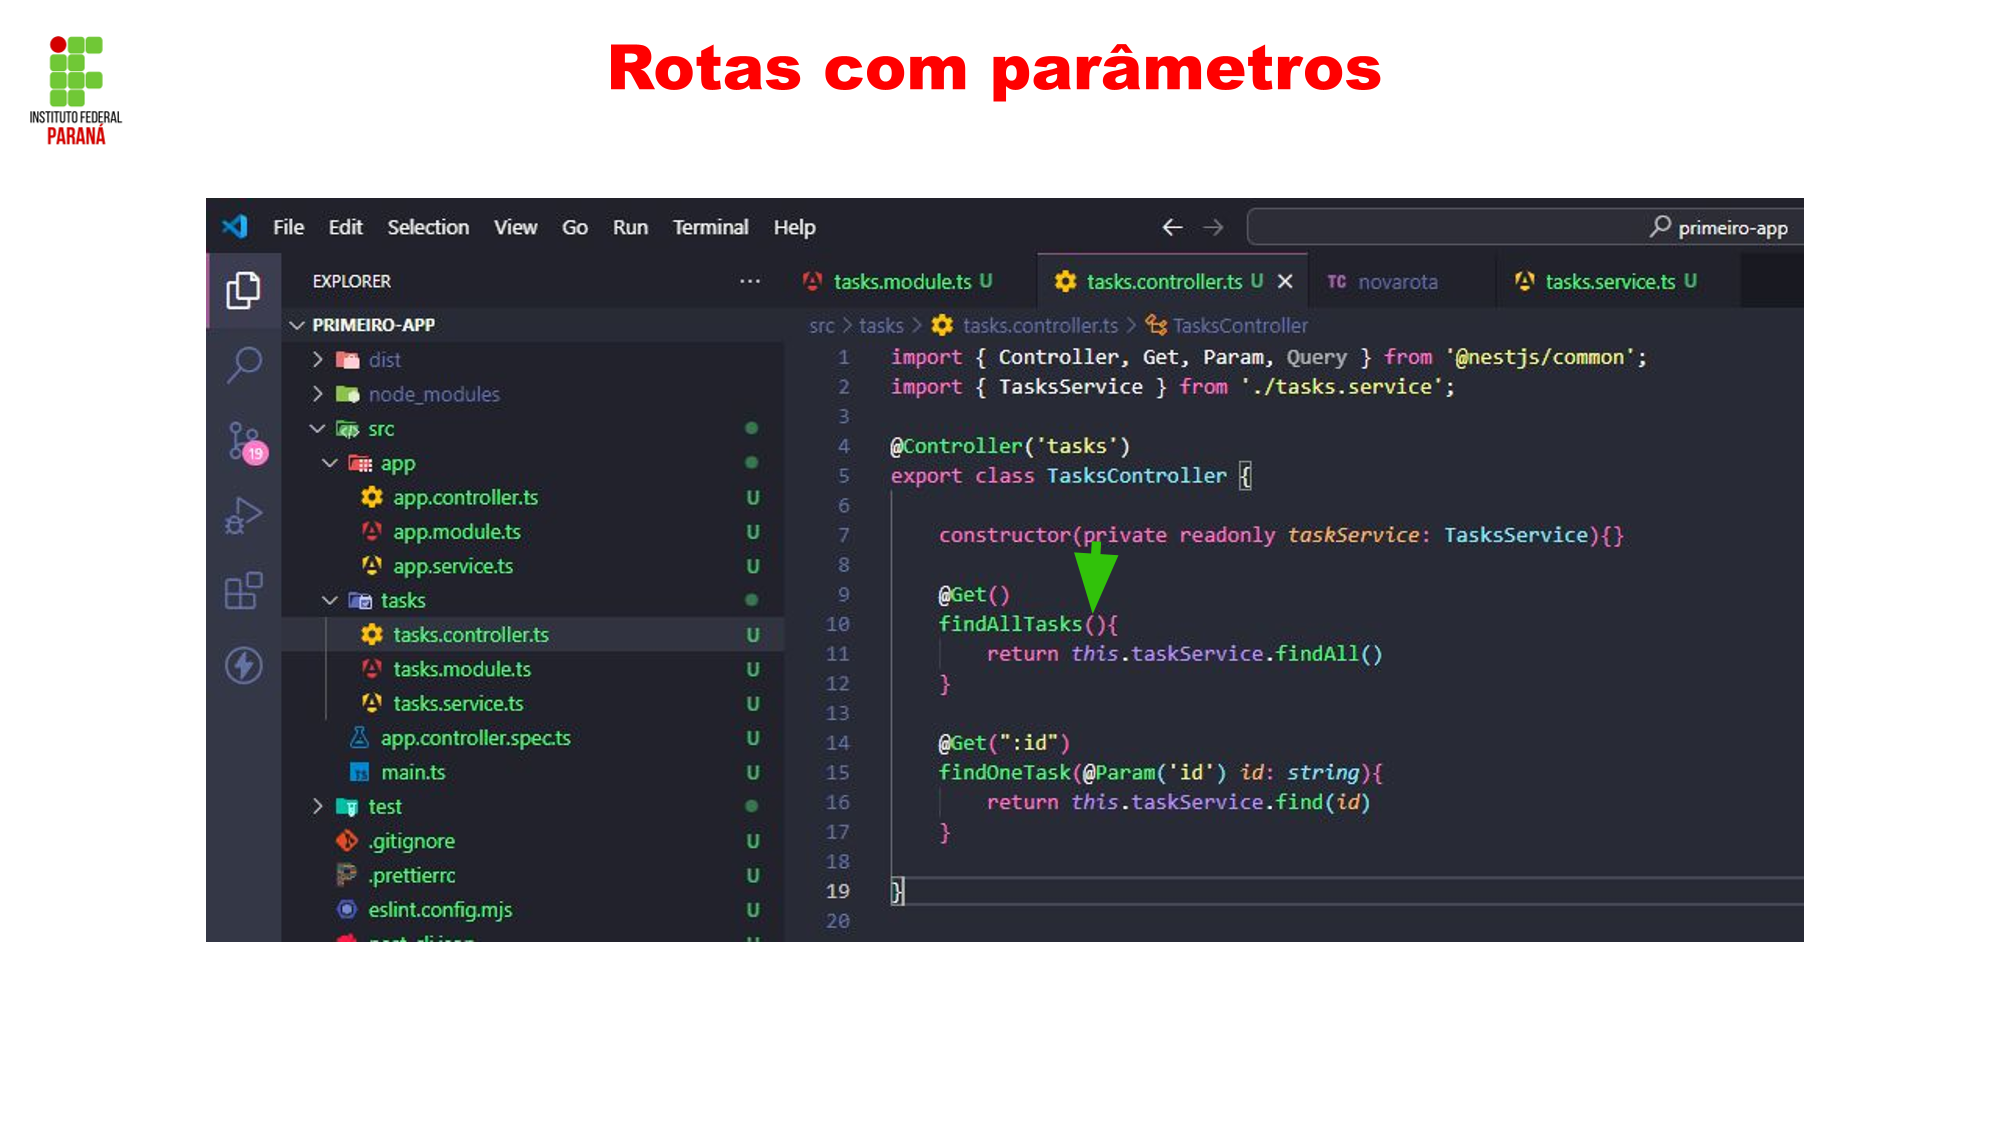 INSTITUTO FEDERAL
PARANÁ
Rotas com parâmetros
File Edit Selection View Go Run Terminal Help
primeiro-app
EXPLORER ...
PRIMEIRO-APP
dist
node_modules
src
app
app.controller.ts U
app.module.ts U
app.service.ts U
tasks
tasks.controller.ts U
tasks.module.ts U
tasks.service.ts U
app.controller.spec.ts U
main.ts U
test
.gitignore U
.prettierrc U
eslint.config.mjs U
19
tasks.module.ts U tasks.controller.ts U TC novarota tasks.service.ts U
src > tasks > tasks.controller.ts > TasksController
1 import { Controller, Get, Param, Query } from '@nestjs/common';
2 import { TasksService } from './tasks.service';
3
4 @Controller('tasks')
5 export class TasksController {
6
7 constructor(private readonly taskService: TasksService){}
8
9 @Get()
10 findAllTasks(){
11 return this.taskService.findAll()
12 }
13
14 @Get(":id")
15 findOneTask(@Param('id') id: string){
16 return this.taskService.find(id)
17 }
18
19 }
20